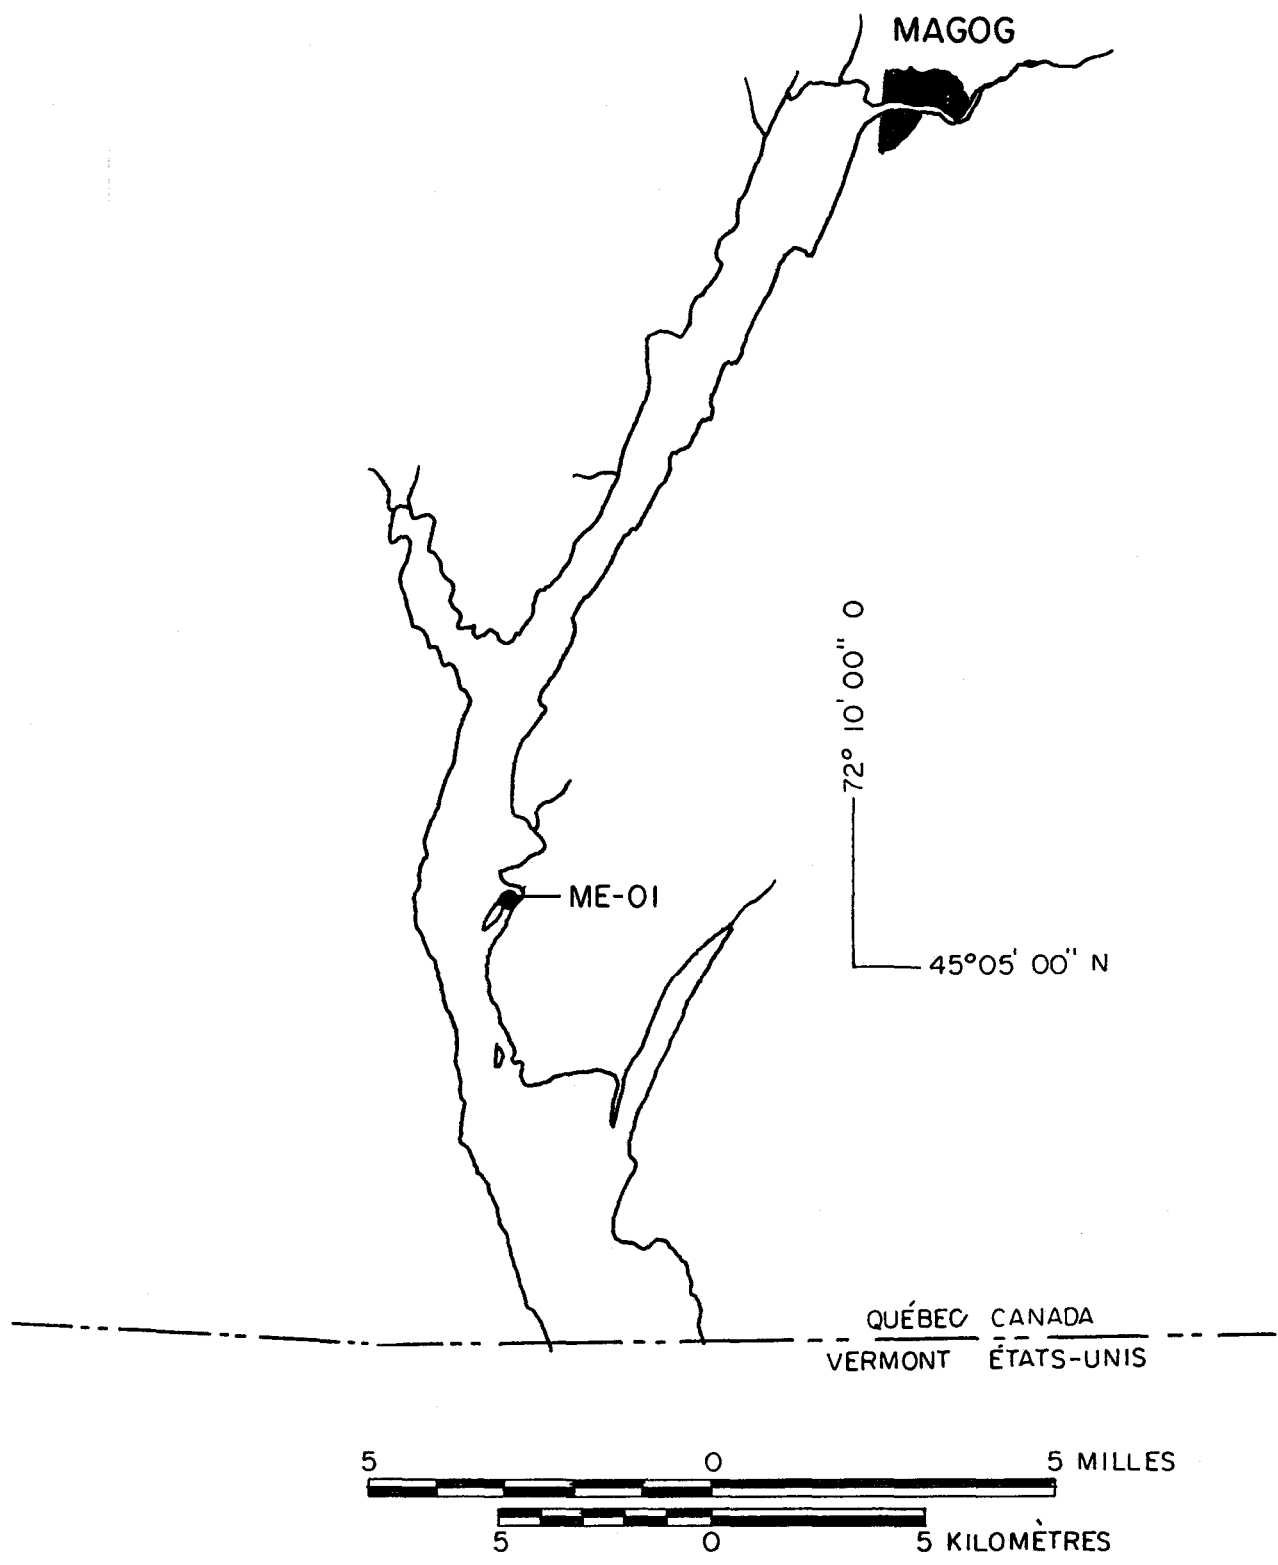 MAGOG
72° 10' 00" O
ME-01
45°05' 00" N
QUÉBEC CANADA
VERMONT ÉTATS-UNIS
5 0 5 MILLES
5 0 5 KILOMÈTRES